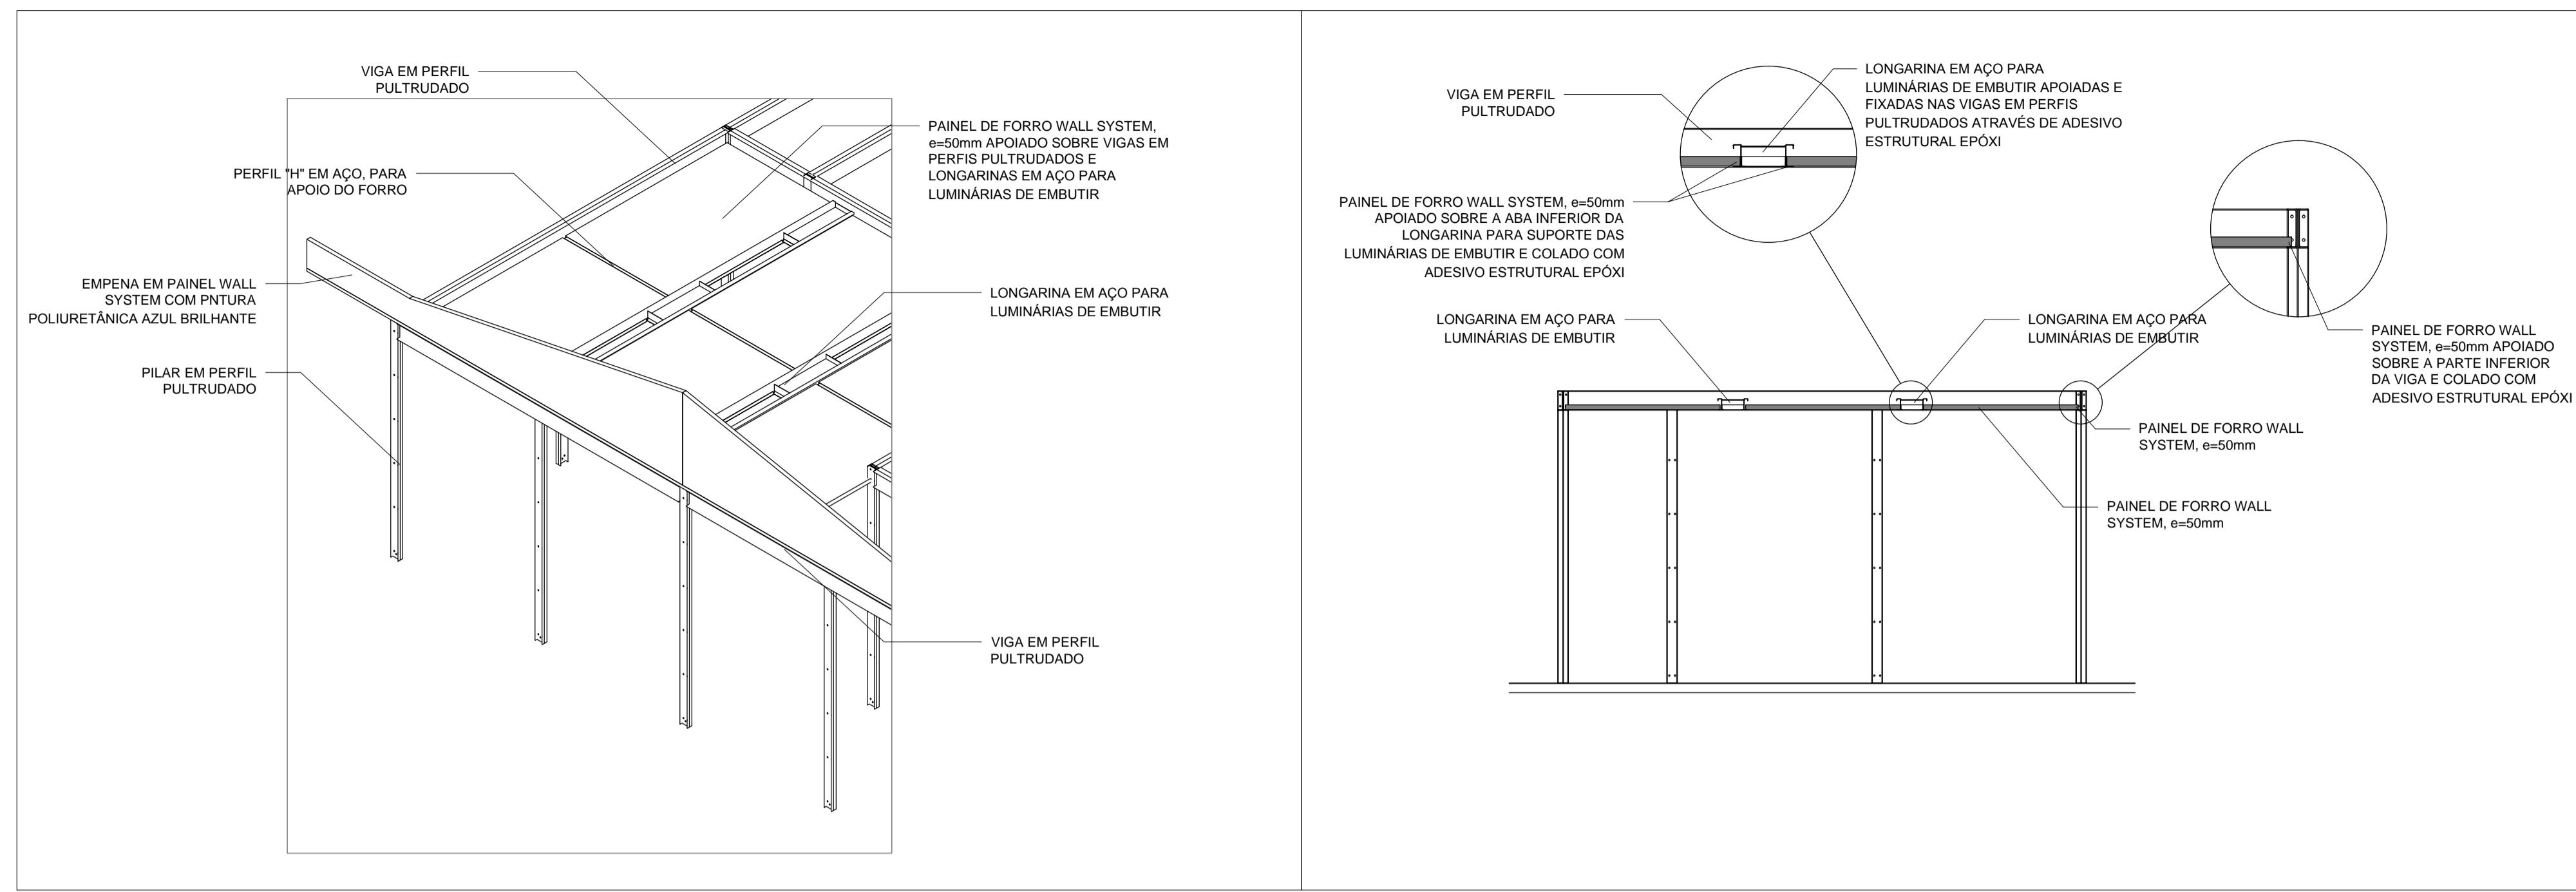 VIGA EM PERFIL
PULTRUDADO
PAINEL DE FORRO WALL SYSTEM,
e=50mm APOIADO SOBRE VIGAS EM
PERFIS PULTRUDADOS E
LONGARINAS EM AÇO PARA
LUMINÁRIAS DE EMBUTIR
PERFIL "H" EM AÇO, PARA
APOIO DO FORRO
EMPENA EM PAINEL WALL
SYSTEM COM PNTURA
POLIURETÂNICA AZUL BRILHANTE
LONGARINA EM AÇO PARA
LUMINÁRIAS DE EMBUTIR
PILAR EM PERFIL
PULTRUDADO
VIGA EM PERFIL
PULTRUDADO
VIGA EM PERFIL
PULTRUDADO
LONGARINA EM AÇO PARA
LUMINÁRIAS DE EMBUTIR APOIADAS E
FIXADAS NAS VIGAS EM PERFIS
PULTRUDADOS ATRAVÉS DE ADESIVO
ESTRUTURAL EPÓXI
PAINEL DE FORRO WALL SYSTEM, e=50mm
APOIADO SOBRE A ABA INFERIOR DA
LONGARINA PARA SUPORTE DAS
LUMINÁRIAS DE EMBUTIR E COLADO COM
ADESIVO ESTRUTURAL EPÓXI
LONGARINA EM AÇO PARA
LUMINÁRIAS DE EMBUTIR
LONGARINA EM AÇO PARA
LUMINÁRIAS DE EMBUTIR
PAINEL DE FORRO WALL
SYSTEM, e=50mm APOIADO
SOBRE A PARTE INFERIOR
DA VIGA E COLADO COM
ADESIVO ESTRUTURAL EPÓXI
PAINEL DE FORRO WALL
SYSTEM, e=50mm
PAINEL DE FORRO WALL
SYSTEM, e=50mm